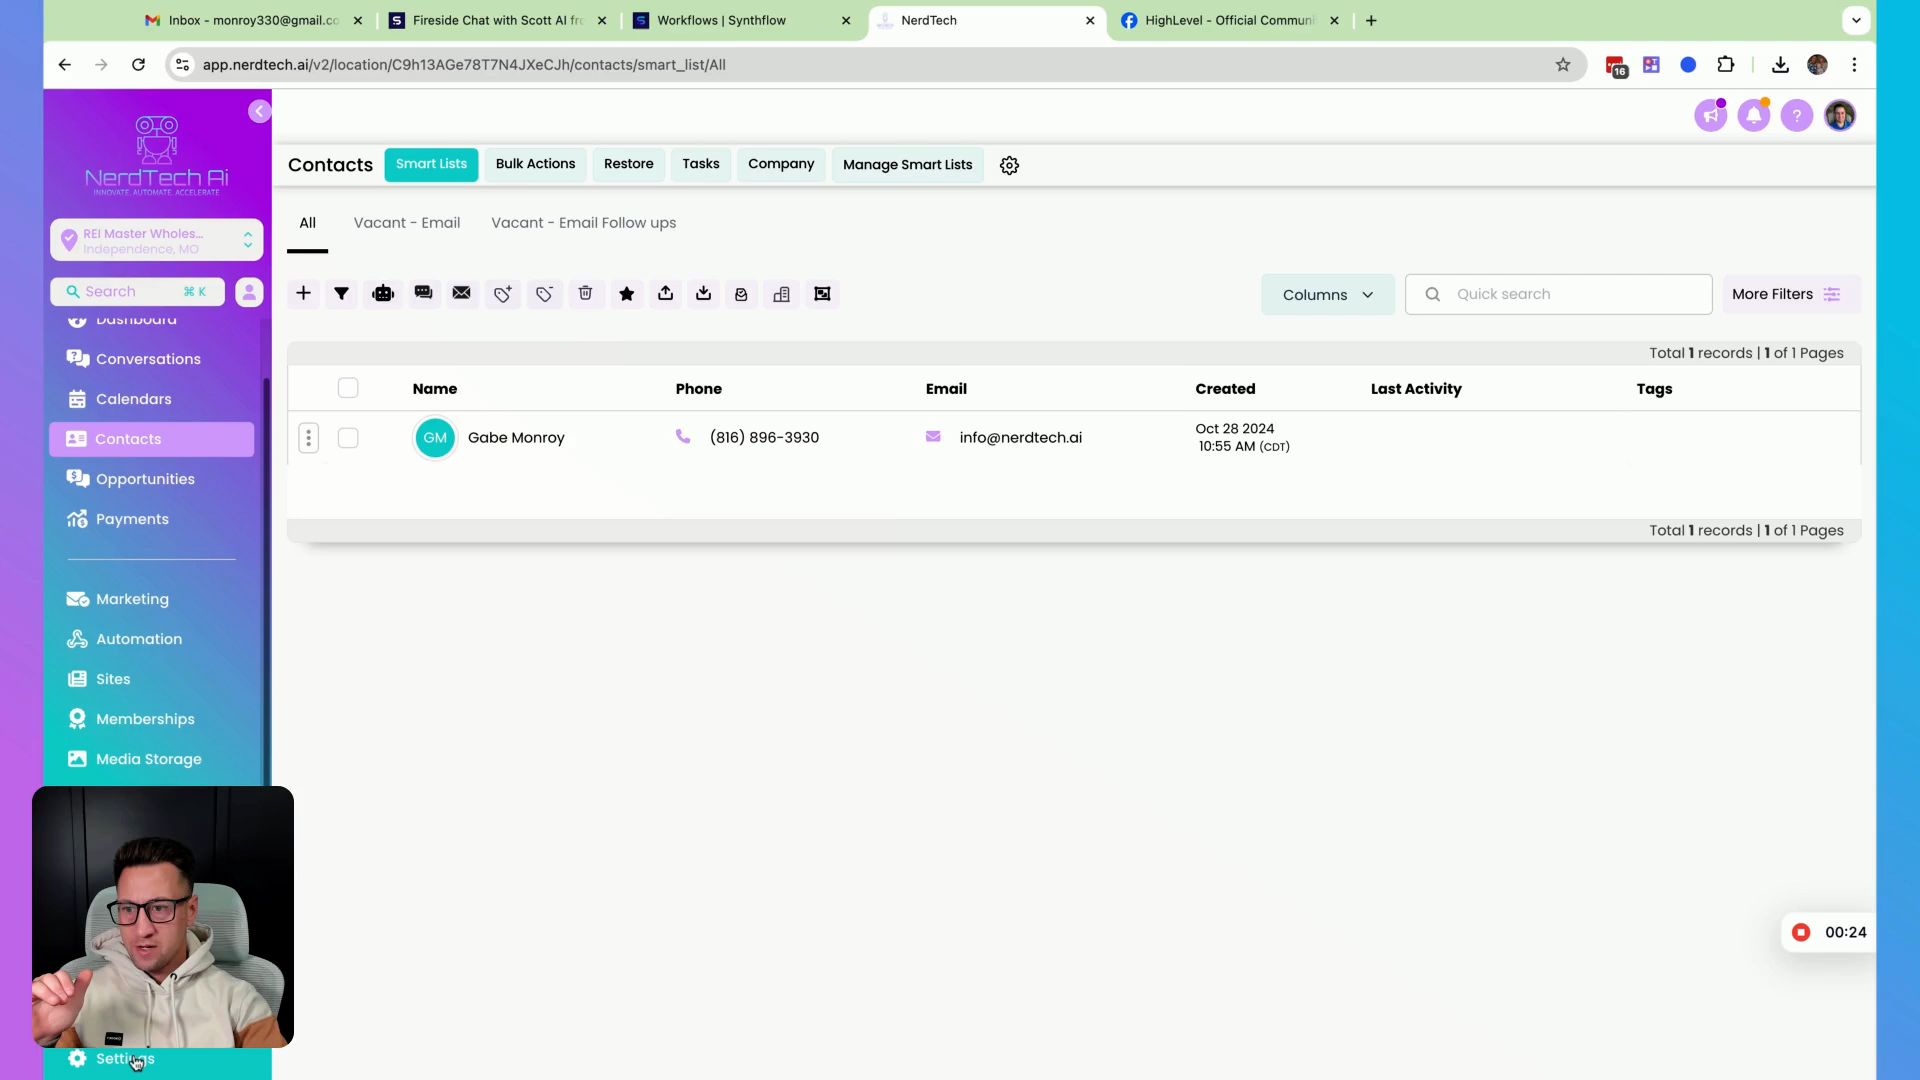 Inbox - monroy330@gmail.co
Fireside Chat with Scott AI fro
Workflows | Synthflow
NerdTech
HighLevel - Official Communi
app.nerdtech.ai/v2/location/C9h13AGe78T7N4JXeCJh/contacts/smart_list/All
16
NerdTech Ai
INNOVATE. AUTOMATE. ACCELERATE
REI Master Wholes...
Independence, MO
Search
⌘ K
Dashboard
Conversations
Calendars
Contacts
Opportunities
Payments
Marketing
Automation
Sites
Memberships
Media Storage
Settings
Contacts
Smart Lists
Bulk Actions
Restore
Tasks
Company
Manage Smart Lists
All
Vacant - Email
Vacant - Email Follow ups
Columns
Quick search
More Filters
Total 1 records | 1 of 1 Pages
Name
Phone
Email
Created
Last Activity
Tags
GM
Gabe Monroy
(816) 896-3930
info@nerdtech.ai
Oct 28 2024
10:55 AM (CDT)
Total 1 records | 1 of 1 Pages
00:24